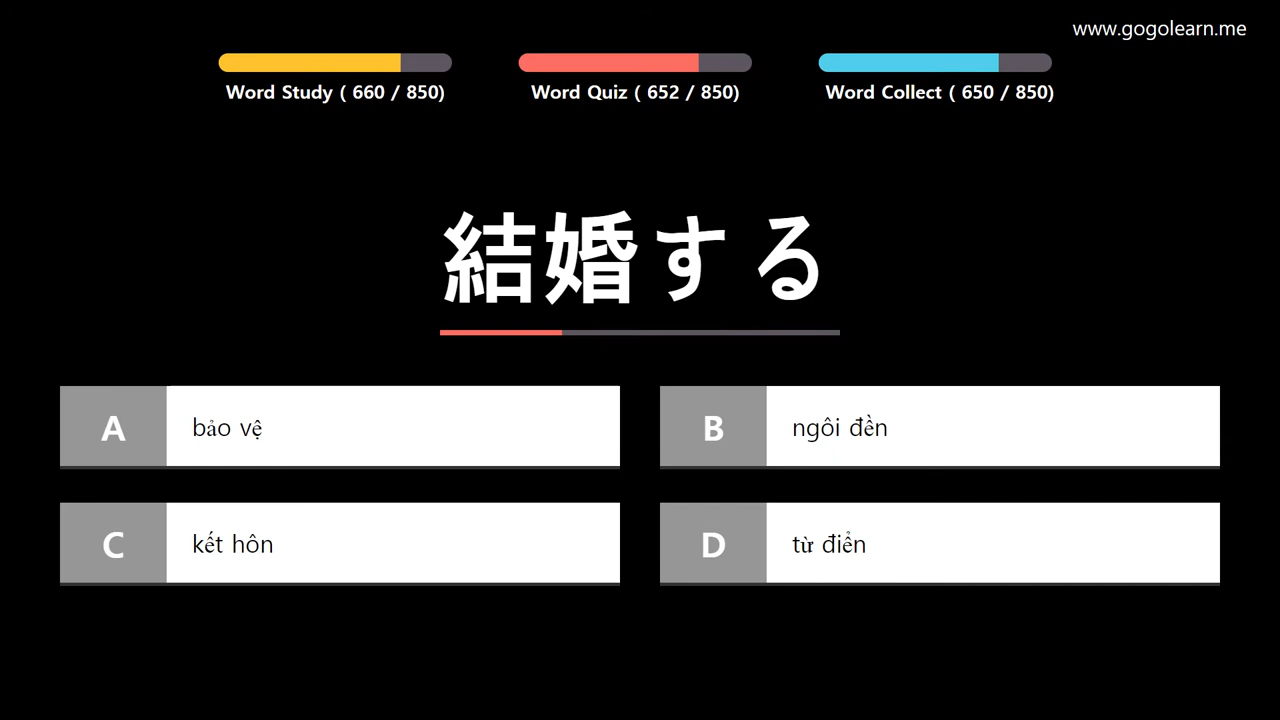 www.gogolearn.me
Word Study ( 660 / 850)
Word Quiz ( 652 / 850)
Word Collect ( 650 / 850)
結婚する
A
bảo vệ
B
ngôi đền
C
kết hôn
D
từ điển